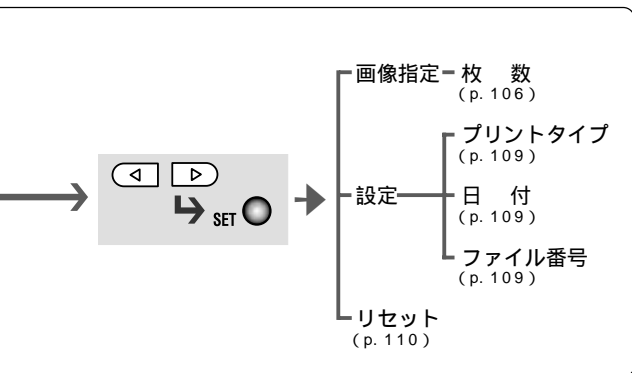 画像指定
枚　数
(p. 106)
プリントタイプ
(p. 109)
SET
設定
日　付
(p. 109)
ファイル番号
(p. 109)
リセット
(p. 110)